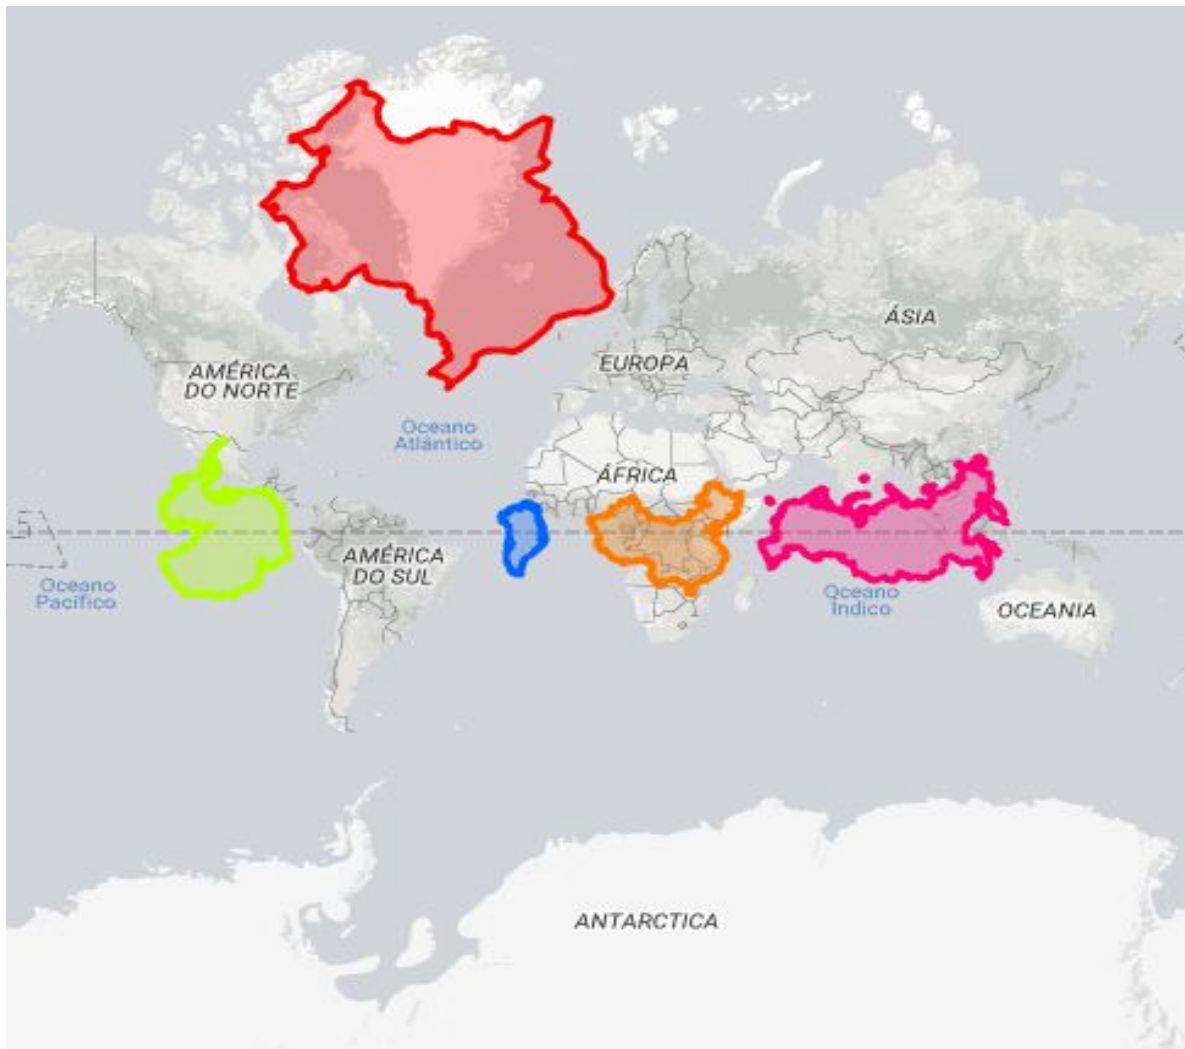 ÁSIA
EUROPA
AMÉRICA
DO NORTE
Oceano
Atlântico
ÁFRICA
AMÉRICA
DO SUL
Oceano
Pacífico
Oceano
Índico
OCEANIA
ANTARCTICA